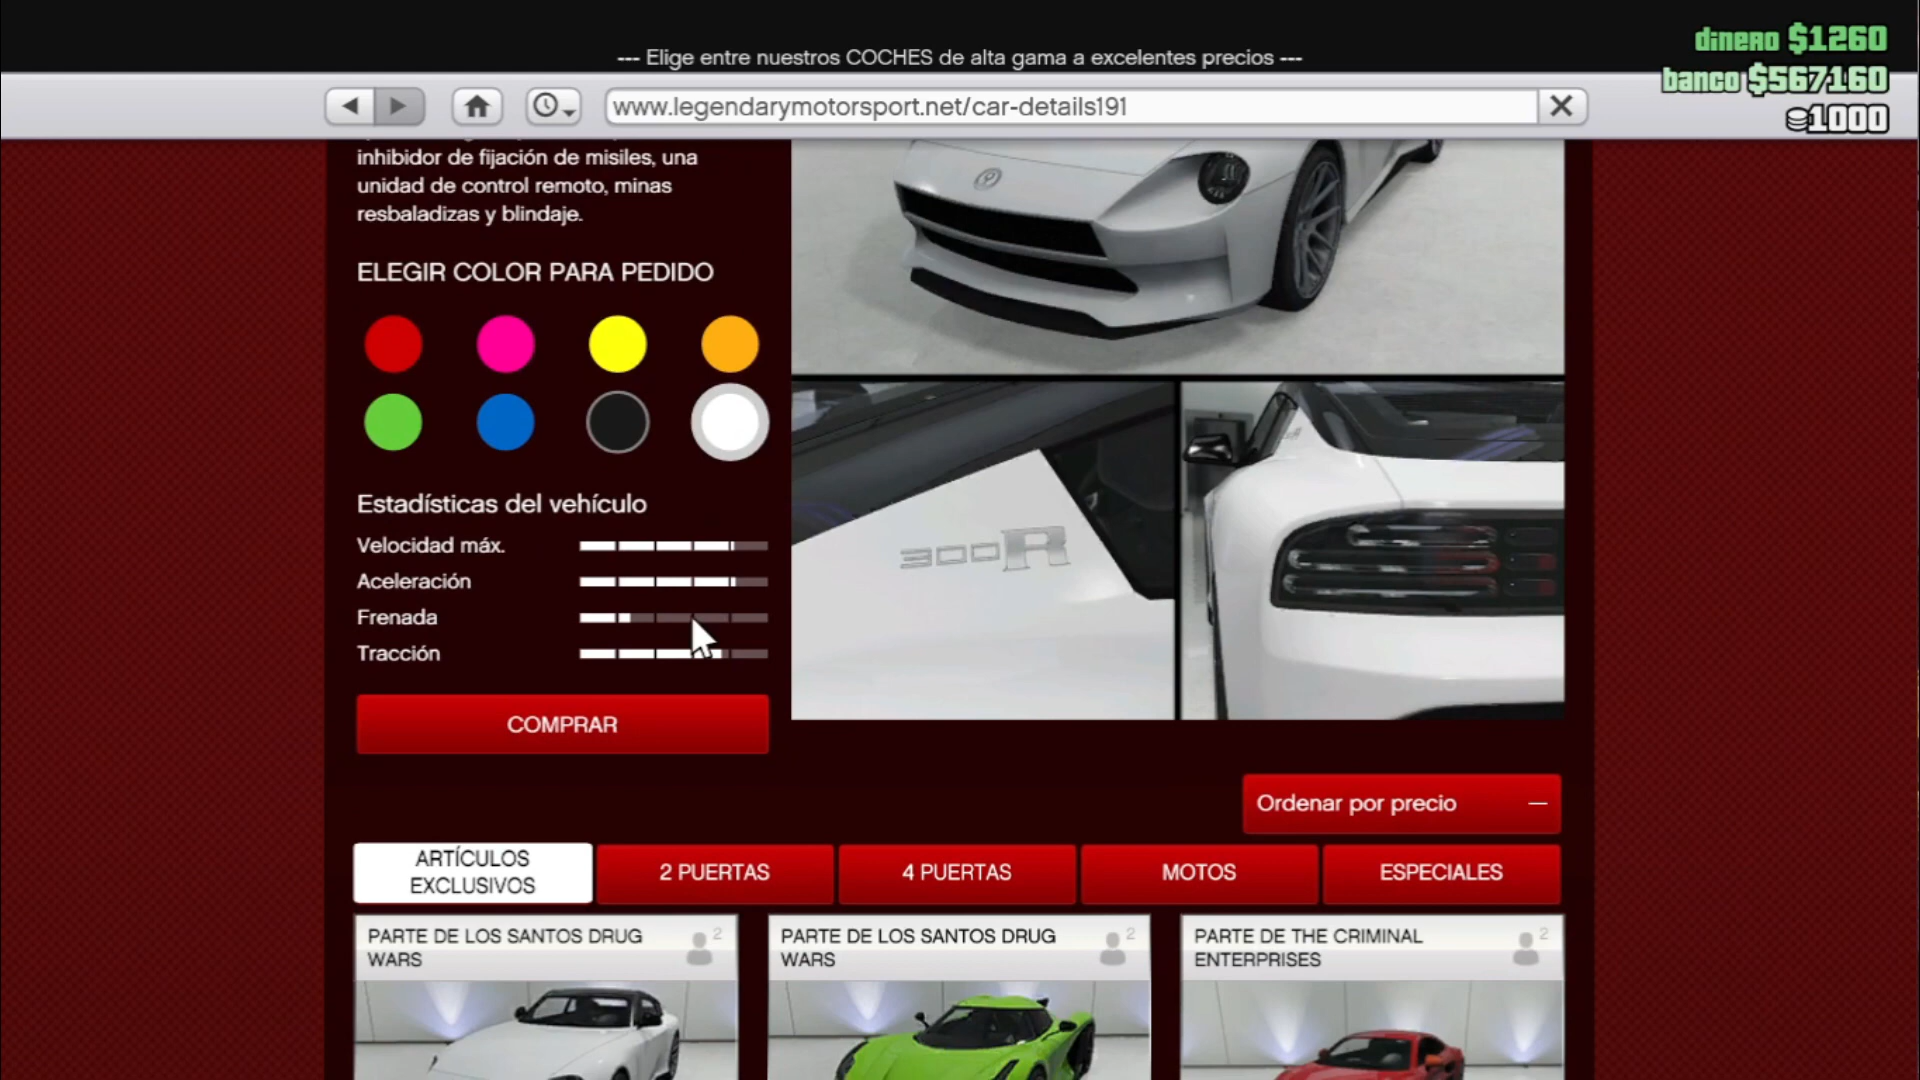 --- Elige entre nuestros COCHES de alta gama a excelentes precios ---
dinero $1260
banco $567160
1000
www.legendarymotorsport.net/car-details191
inhibidor de fijación de misiles, una
unidad de control remoto, minas
resbaladizas y blindaje.
ELEGIR COLOR PARA PEDIDO
Estadísticas del vehículo
Velocidad máx.
Aceleración
Frenada
Tracción
300R
COMPRAR
Ordenar por precio
ARTÍCULOS
EXCLUSIVOS
2 PUERTAS
4 PUERTAS
MOTOS
ESPECIALES
PARTE DE LOS SANTOS DRUG
WARS
2
PARTE DE LOS SANTOS DRUG
WARS
2
PARTE DE THE CRIMINAL
ENTERPRISES
2